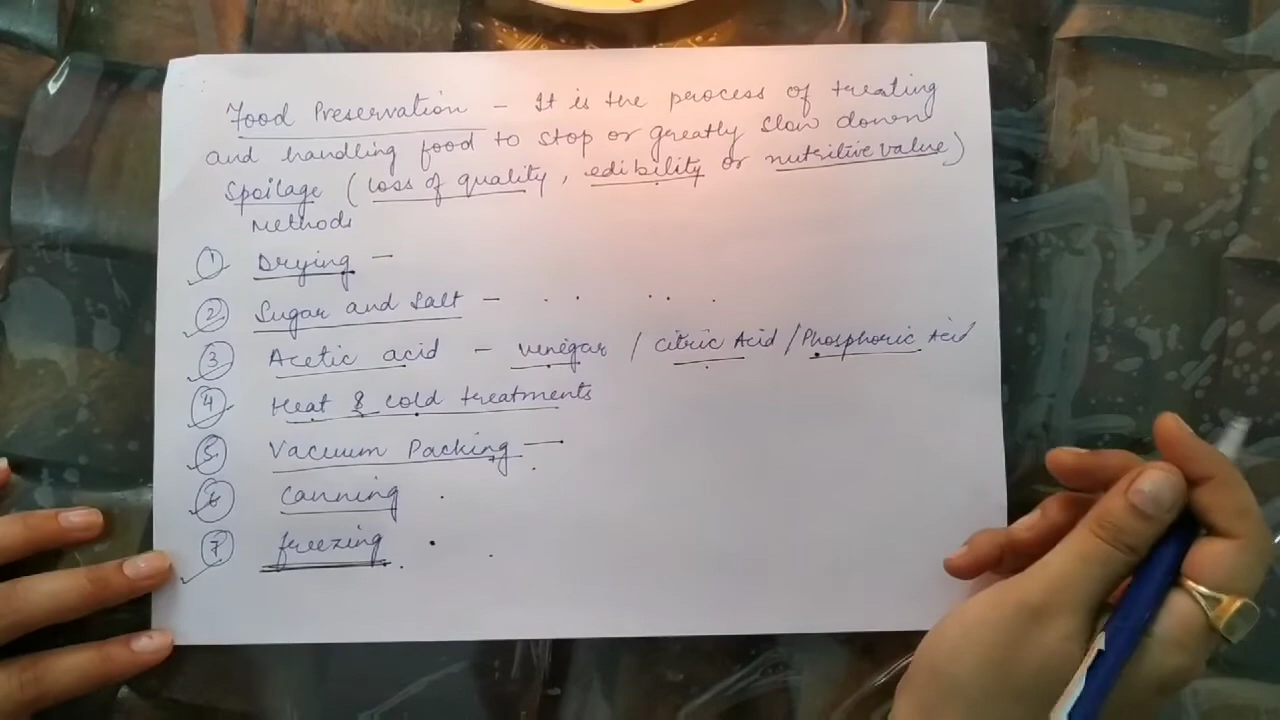 Food Preservation - It is the process of treating
and handling food to stop or greatly slow down
Spoilage (loss of quality, edibility or nutritive value)
Methods
① Drying -
② Sugar and Salt -
③ Acetic acid - venegar / citric Acid / Phosphoric Acid
④ Heat & cold treatments
⑤ Vacuum Packing -
⑥ canning
⑦ freezing